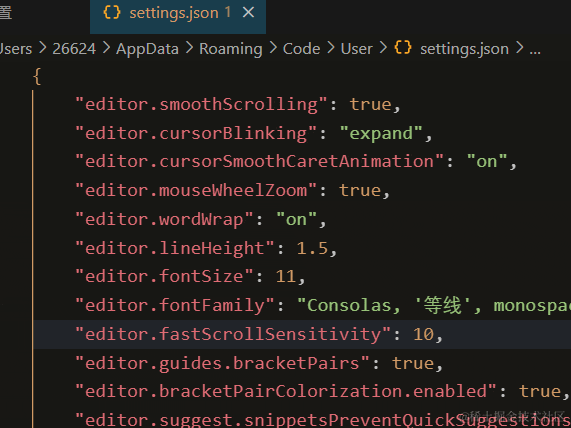 置
{} settings.json 1 ×
Users > 26624 > AppData > Roaming > Code > User > {} settings.json > ...
{
"editor.smoothScrolling": true,
"editor.cursorBlinking": "expand",
"editor.cursorSmoothCaretAnimation": "on",
"editor.mouseWheelZoom": true,
"editor.wordWrap": "on",
"editor.lineHeight": 1.5,
"editor.fontSize": 11,
"editor.fontFamily": "Consolas, '等线', monospac
"editor.fastScrollSensitivity": 10,
"editor.guides.bracketPairs": true,
"editor.bracketPairColorization.enabled": true,
"editor.suggest.snippetsPreventQuickSuggestions
@稀土掘金技术社区